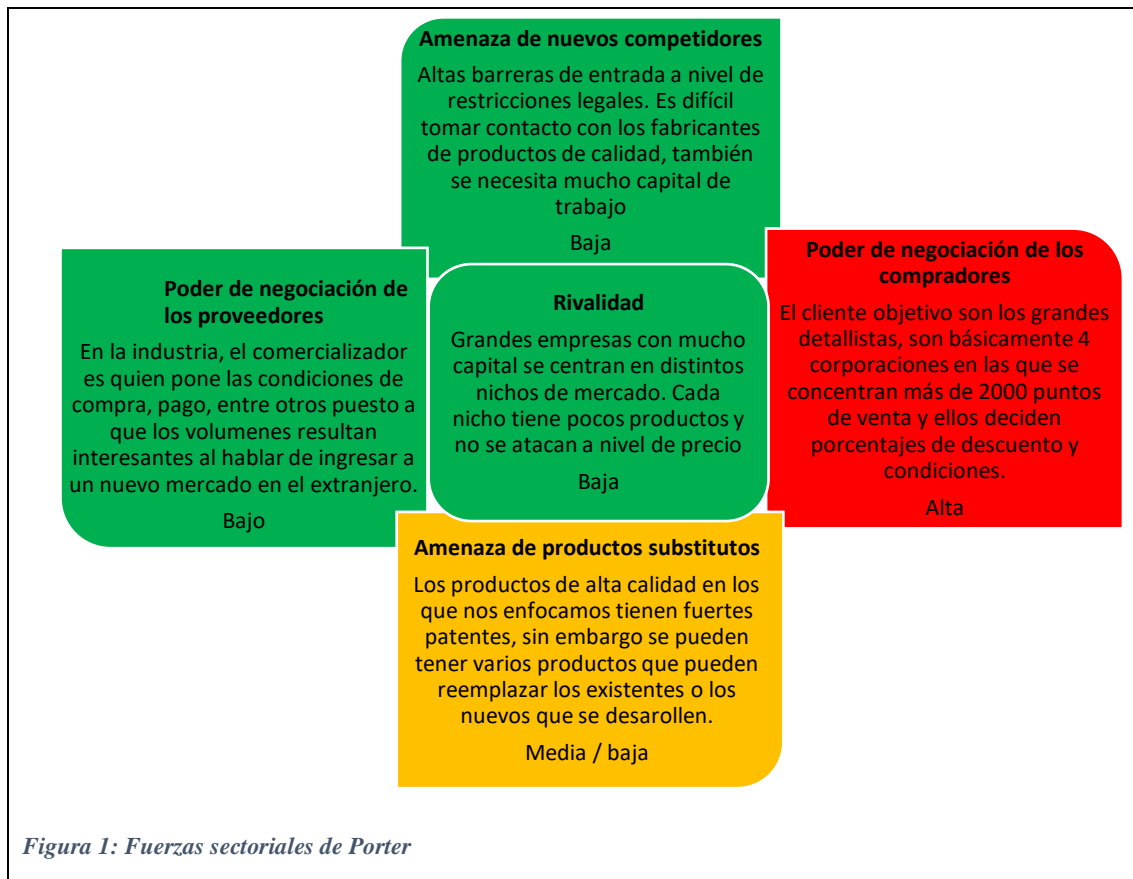 Amenaza de nuevos competidores
Altas barreras de entrada a nivel de
restricciones legales. Es difícil
tomar contacto con los fabricantes
de productos de calidad, también
se necesita mucho capital de
trabajo
Baja
Poder de negociación de
los proveedores
En la industria, el comercializador
es quien pone las condiciones de
compra, pago, entre otros puesto a
que los volumenes resultan
interesantes al hablar de ingresar a
un nuevo mercado en el extranjero.
Bajo
Rivalidad
Grandes empresas con mucho
capital se centran en distintos
nichos de mercado. Cada
nicho tiene pocos productos y
no se atacan a nivel de precio
Baja
Poder de negociación de los
compradores
El cliente objetivo son los grandes
detallistas, son básicamente 4
corporaciones en las que se
concentran más de 2000 puntos
de venta y ellos deciden
porcentajes de descuento y
condiciones.
Alta
Amenaza de productos substitutos
Los productos de alta calidad en los
que nos enfocamos tienen fuertes
patentes, sin embargo se pueden
tener varios productos que pueden
reemplazar los existentes o los
nuevos que se desarollen.
Media / baja
Figura 1: Fuerzas sectoriales de Porter